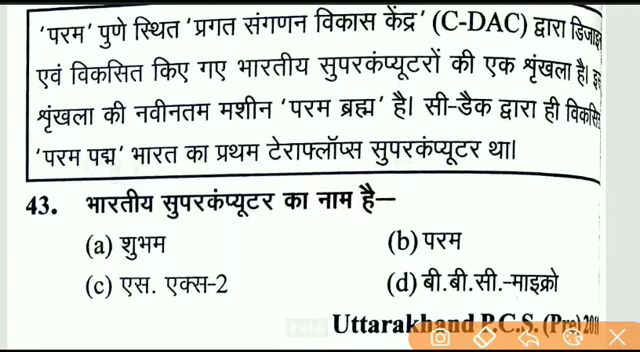 'परम' पुणे स्थित 'प्रगत संगणन विकास केंद्र' (C-DAC) द्वारा
एवं विकसित किए गए भारतीय सुपरकंप्यूटरों की एक श्रृंखला है।
श्रृंखला की नवीनतम मशीन 'परम ब्रह्म' है। सी-डैक द्वारा ही
'परम पद्म' भारत का प्रथम टेराफ्लॉप्स सुपरकंप्यूटर था।
43. भारतीय सुपरकंप्यूटर का नाम है–
(a) शुभम
(b) परम
(c) एस. एक्स-2
(d) बी.बी.सी.-माइक्रो
Uttarakhand P.C.S. (Pre)